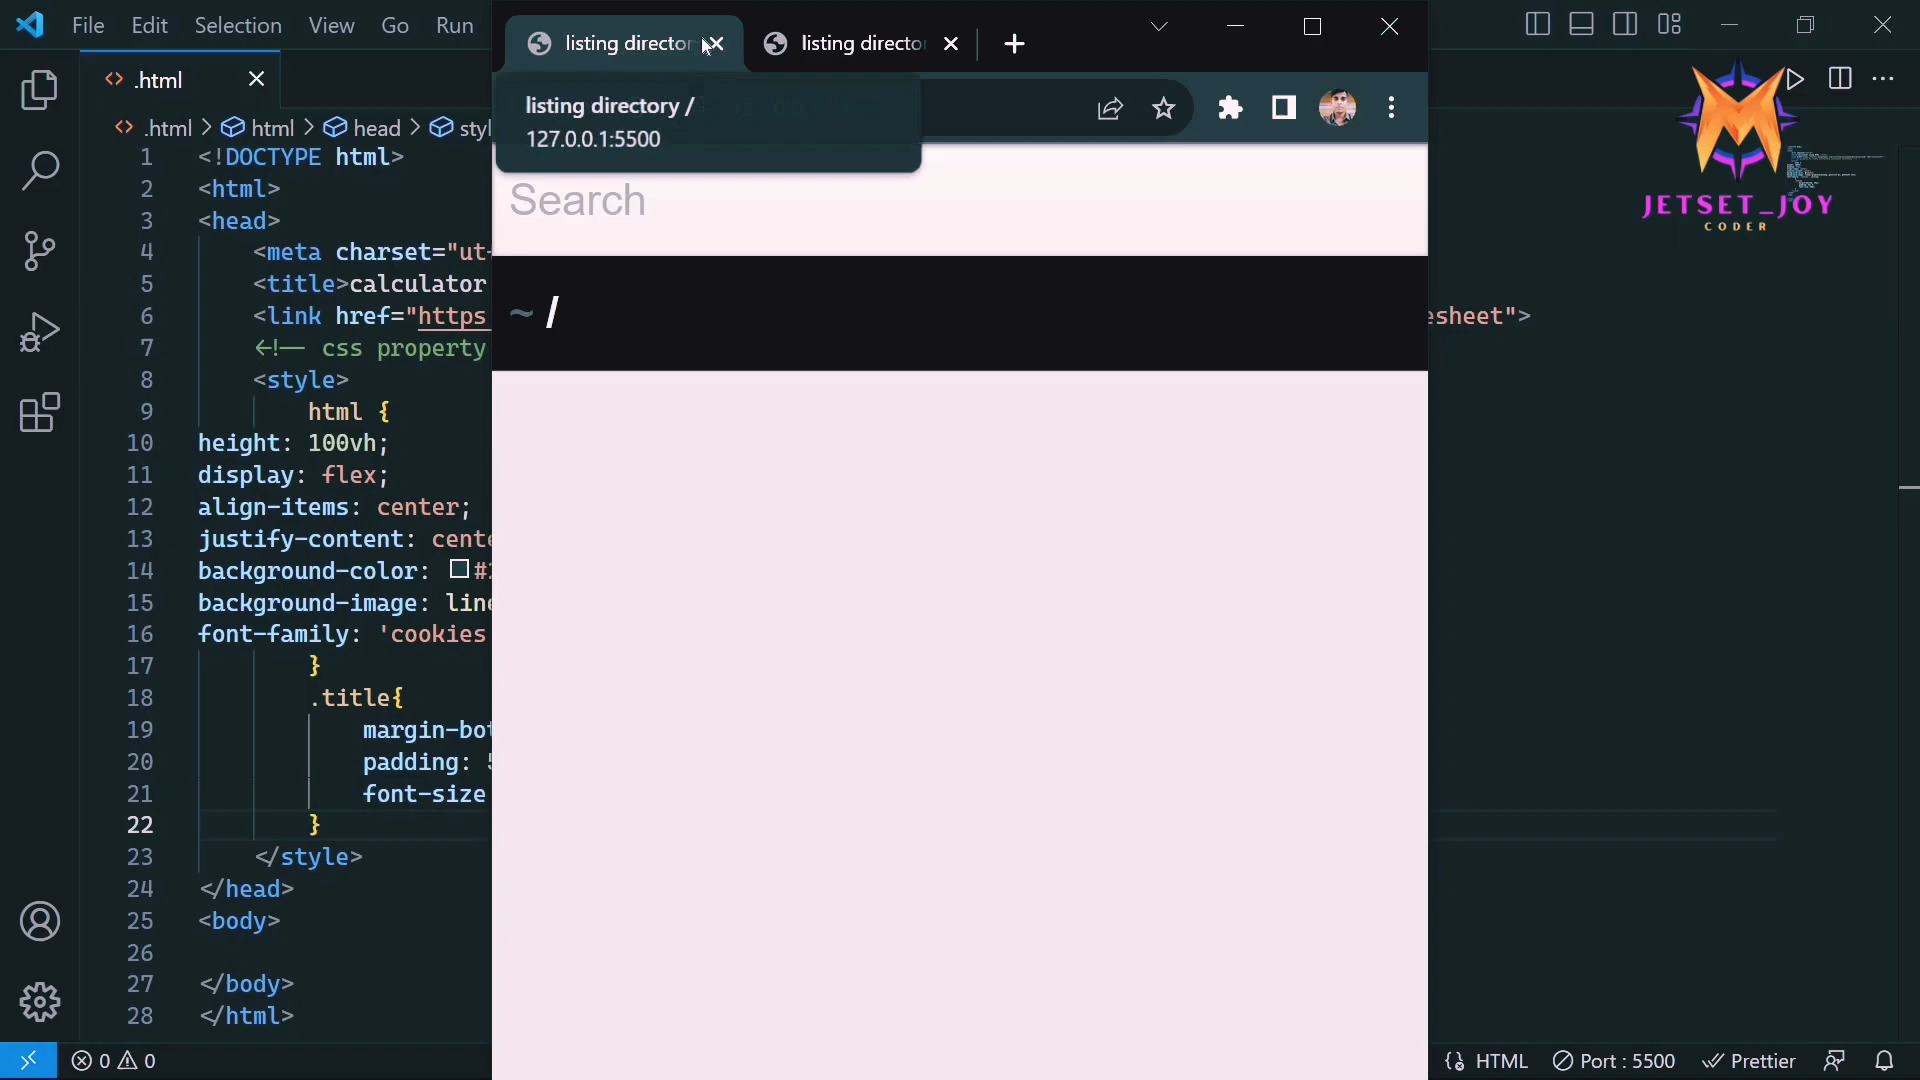 File Edit Selection View Go Run
listing director
listing director
.html
listing directory /
127.0.0.1:5500
.html > html > head > styl
Search
~ /
JETSET_JOY
CODER
1 <!DOCTYPE html>
2 <html>
3 <head>
4 <meta charset="ut-
5 <title>calculator
6 <link href="https esheet">
7 <!-- css property
8 <style>
9 html {
10 height: 100vh;
11 display: flex;
12 align-items: center;
13 justify-content: cente
14 background-color: #
15 background-image: line
16 font-family: 'cookies
17 }
18 .title{
19 margin-bot
20 padding: 5
21 font-size
22 }
23 </style>
24 </head>
25 <body>
26
27 </body>
28 </html>
0 0
HTML Port : 5500 Prettier